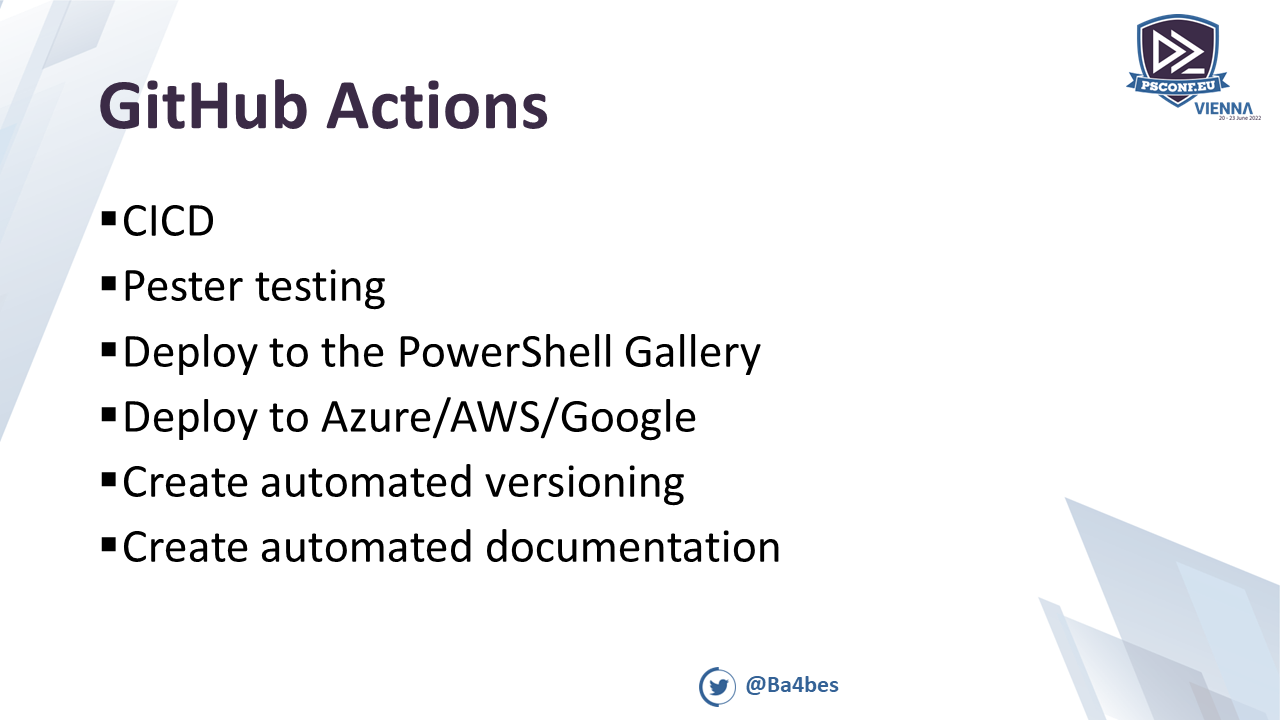 PSCONF.EU
VIENNA
20 - 23 June 2022
GitHub Actions
▪CICD
▪Pester testing
▪Deploy to the PowerShell Gallery
▪Deploy to Azure/AWS/Google
▪Create automated versioning
▪Create automated documentation
@Ba4bes